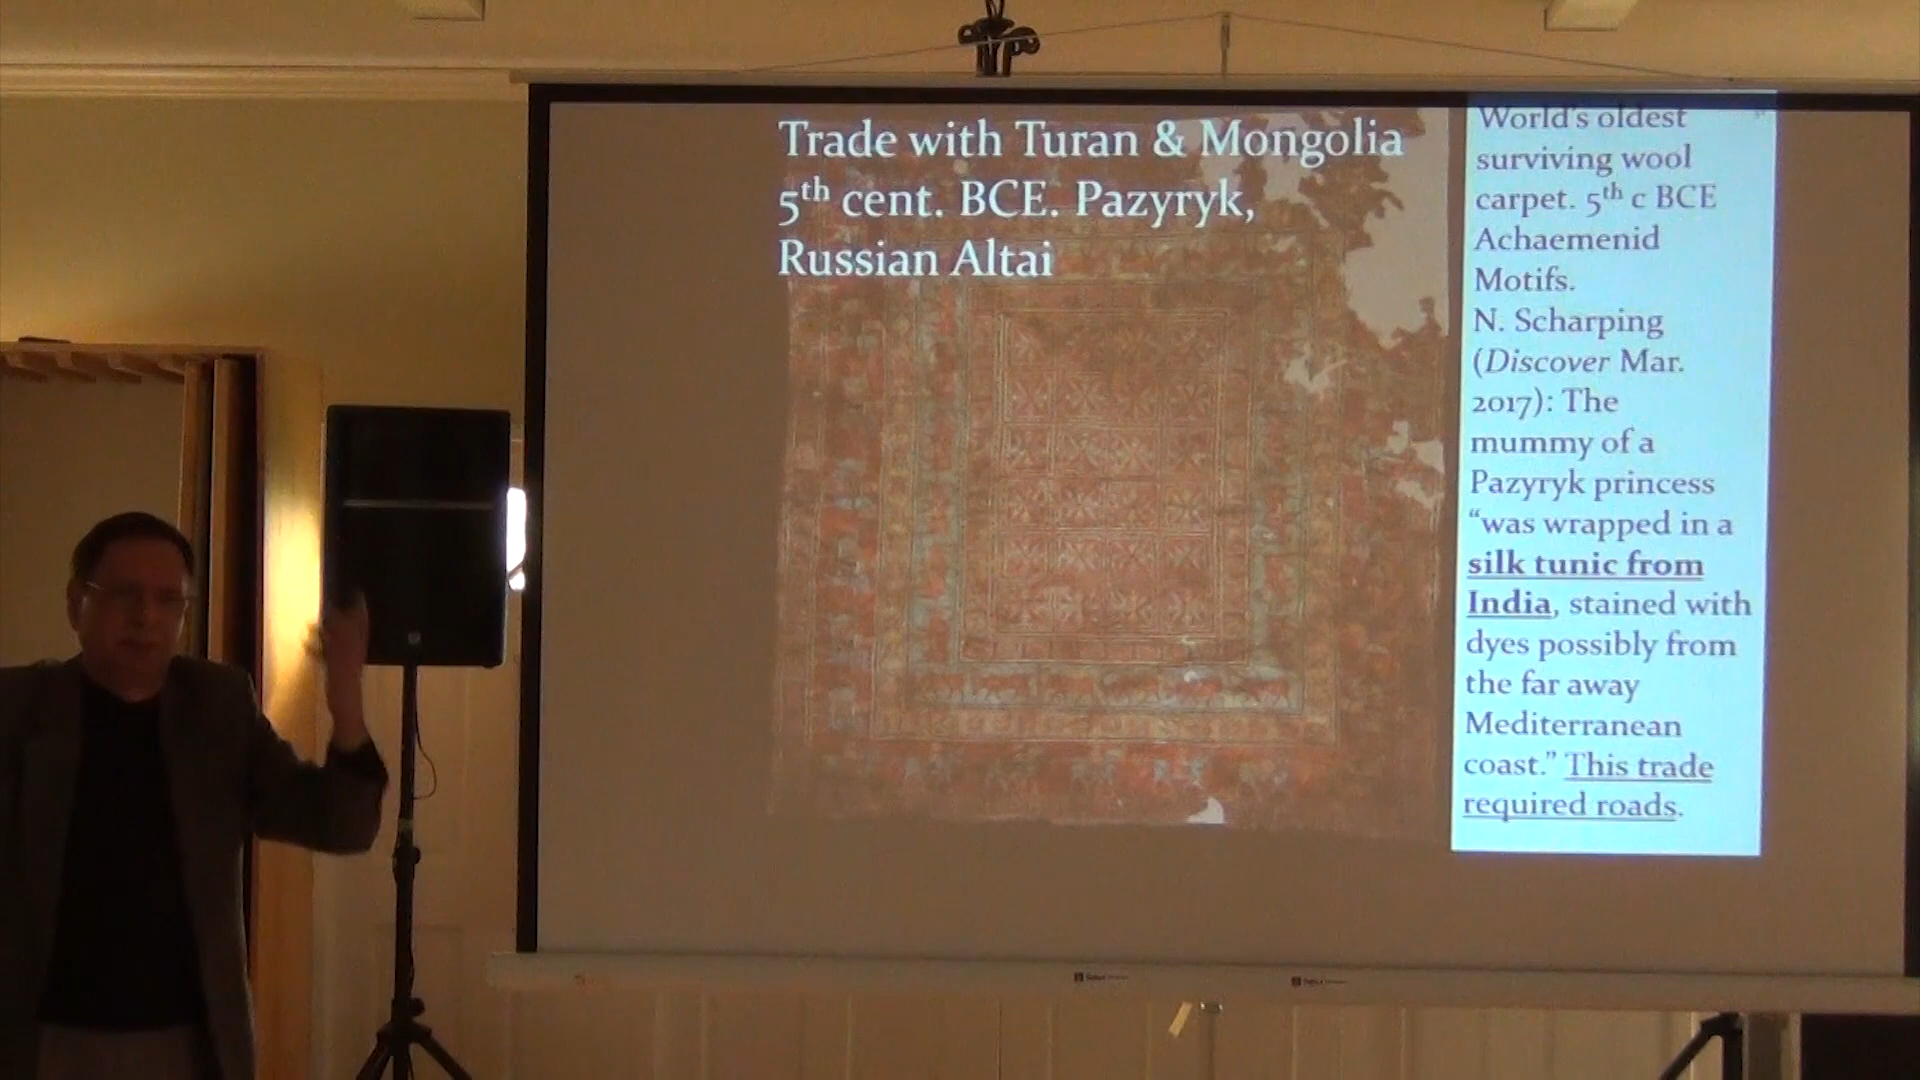 Trade with Turan & Mongolia
5th cent. BCE. Pazyryk,
Russian Altai
World's oldest
surviving wool
carpet. 5th c BCE
Achaemenid
Motifs.
N. Scharping
(Discover Mar.
2017): The
mummy of a
Pazyryk princess
“was wrapped in a
silk tunic from
India, stained with
dyes possibly from
the far away
Mediterranean
coast.” This trade
required roads.